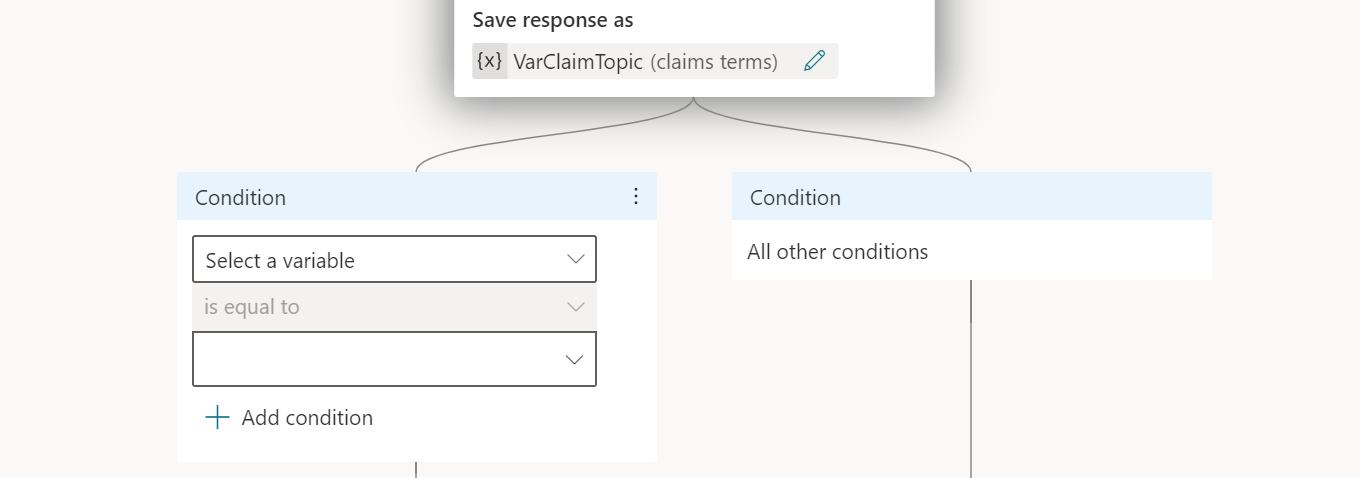 Save response as
{x} VarClaimTopic (claims terms)
Condition
Select a variable
is equal to
Add condition
Condition
All other conditions